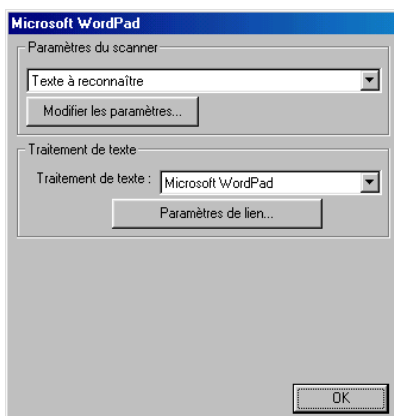 Microsoft WordPad
Paramètres du scanner
Texte à reconnaître
Modifier les paramètres...
Traitement de texte
Traitement de texte : Microsoft WordPad
Paramètres de lien...
OK